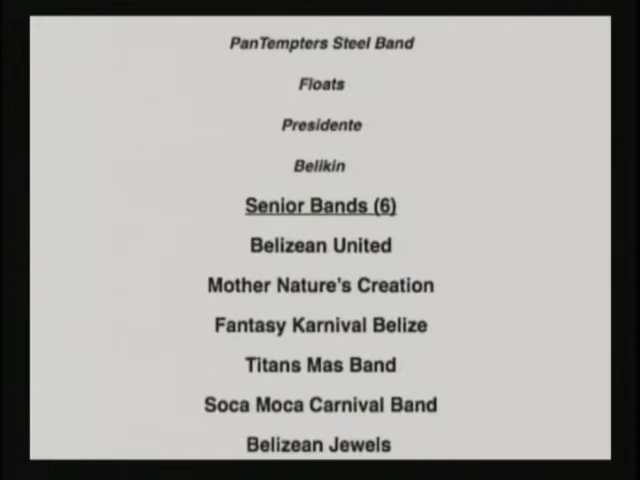 PanTempters Steel Band
Floats
Presidente
Belikin
Senior Bands (6)
Belizean United
Mother Nature's Creation
Fantasy Karnival Belize
Titans Mas Band
Soca Moca Carnival Band
Belizean Jewels